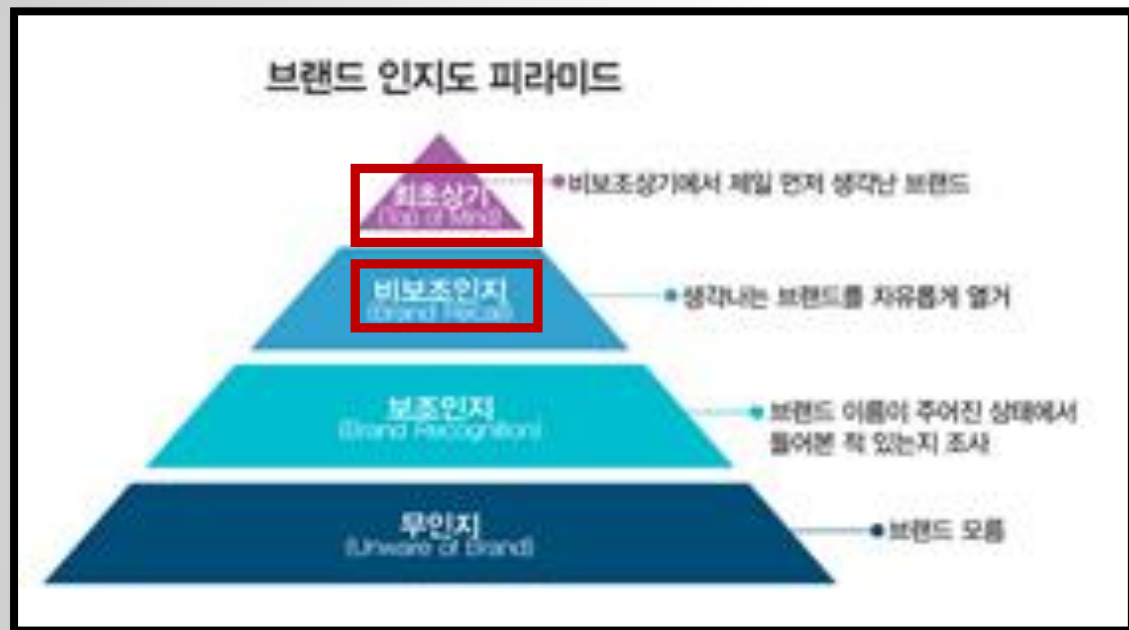 브랜드 인지도 피라미드
최초상기
(Top of Mind)
비보조상기에서 제일 먼저 생각난 브랜드
비보조인지
(Brand Recall)
생각나는 브랜드를 자유롭게 열거
보조인지
(Brand Recognition)
브랜드 이름이 주어진 상태에서
들어본 적 있는지 조사
무인지
(Unware of Brand)
브랜드 모름